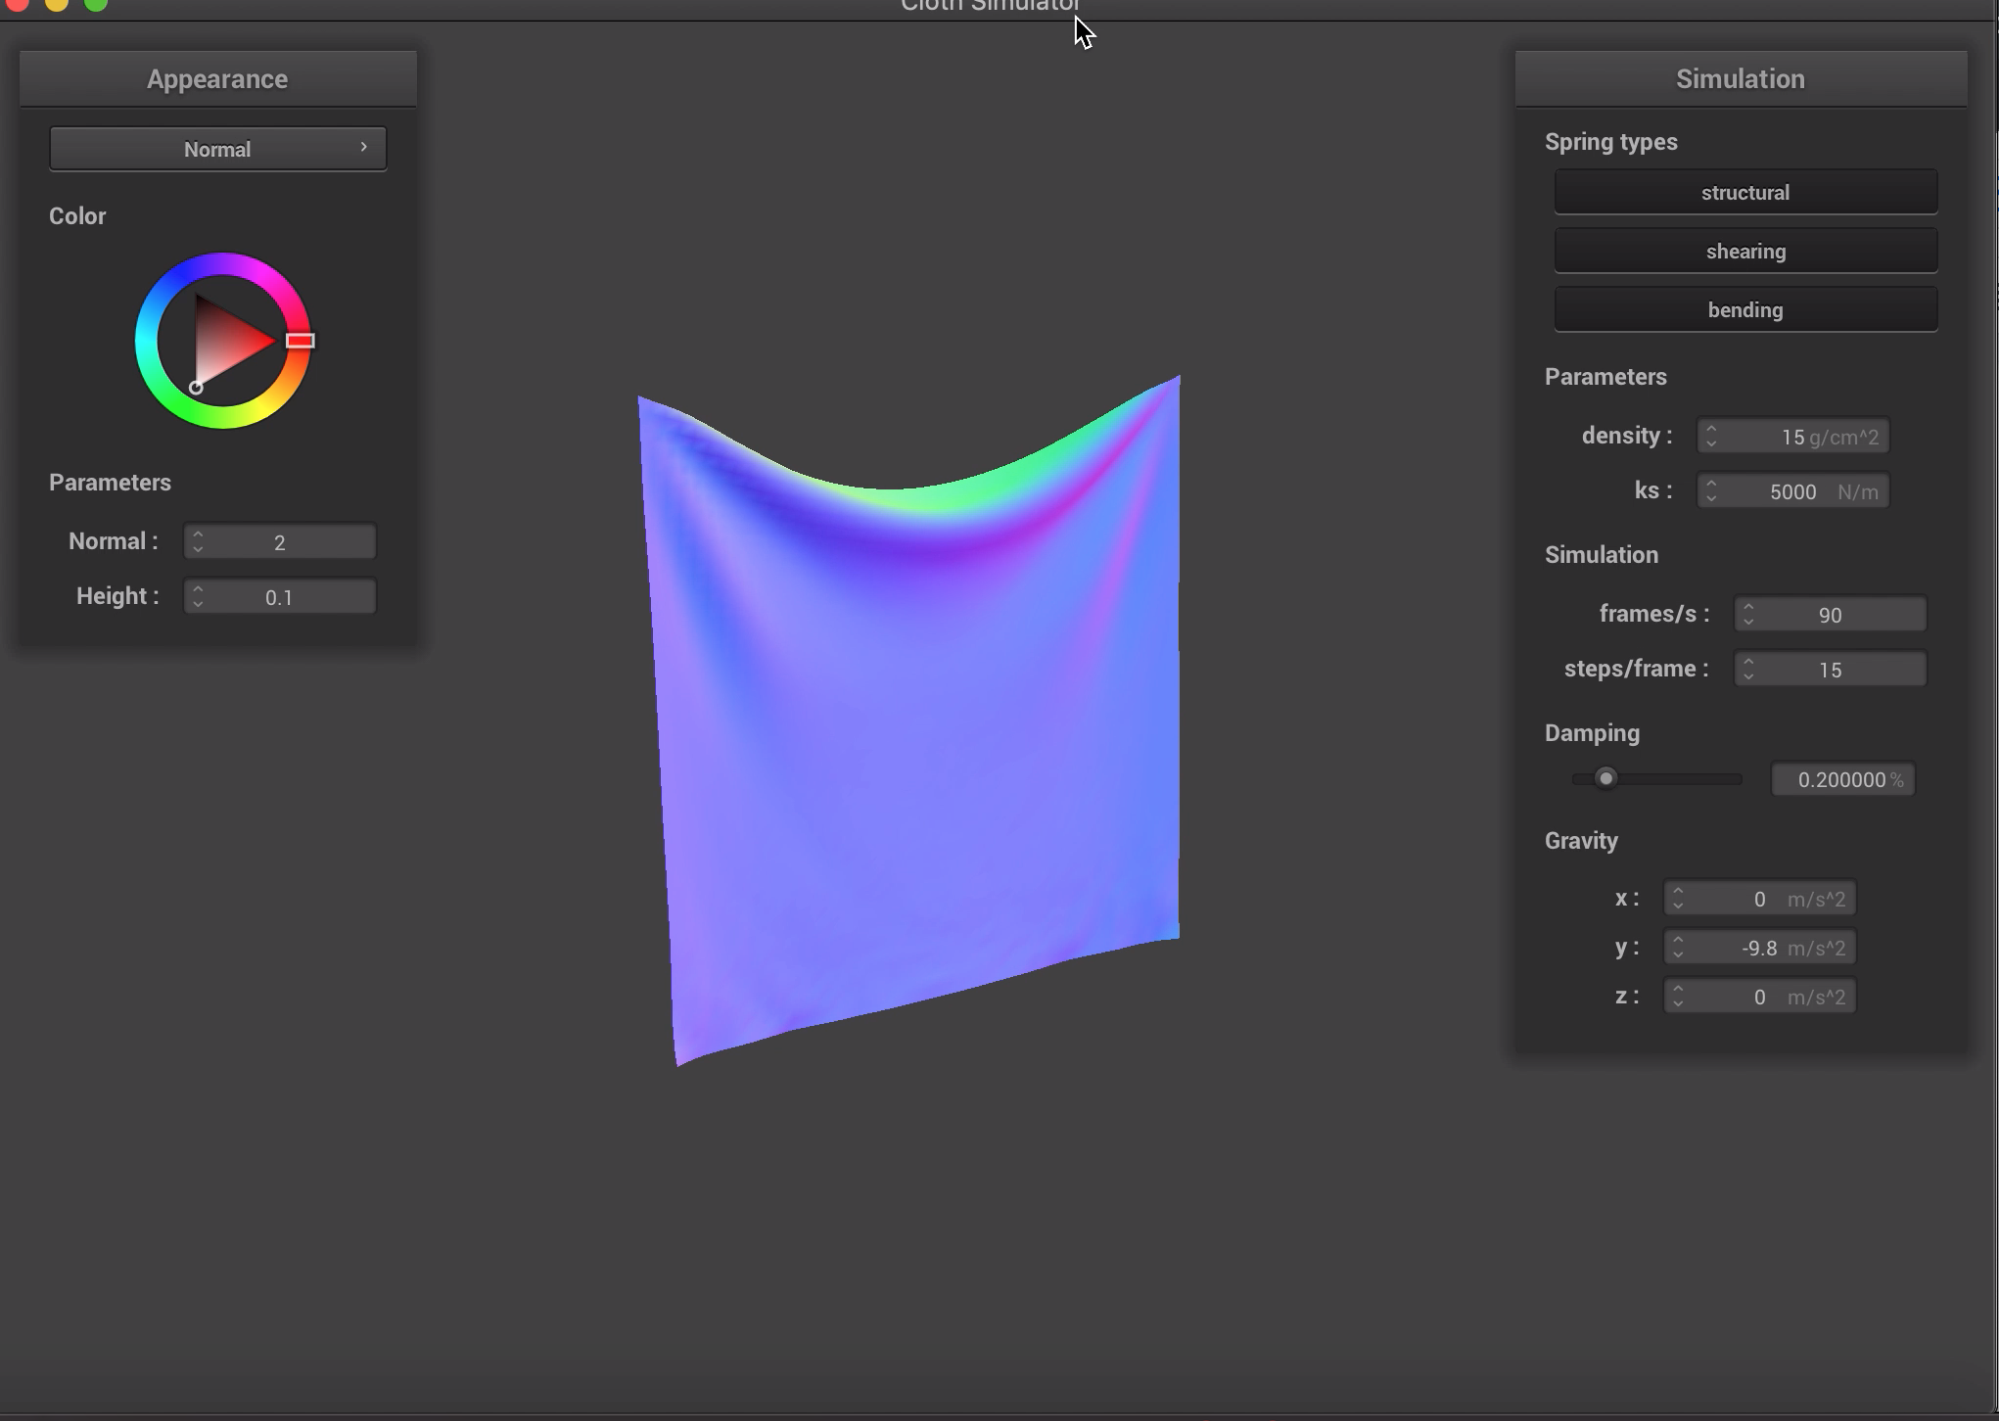 Cloth Simulator
Appearance
Normal
Color
Parameters
Normal : 2
Height : 0.1
Simulation
Spring types
structural
shearing
bending
Parameters
density : 15 g/cm^2
ks : 5000 N/m
Simulation
frames/s : 90
steps/frame : 15
Damping
0.200000 %
Gravity
x : 0 m/s^2
y : -9.8 m/s^2
z : 0 m/s^2